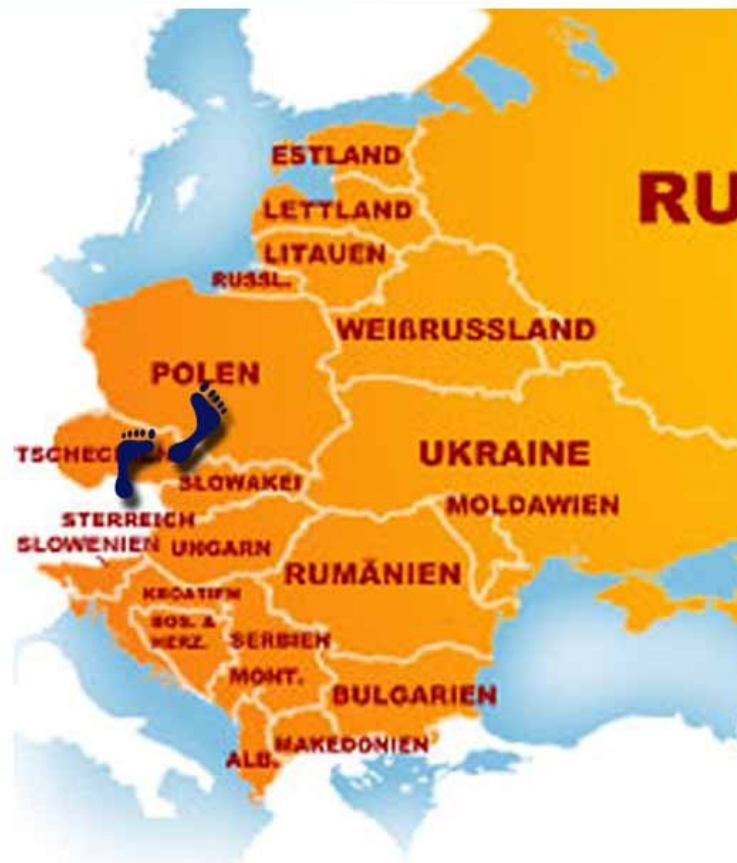 ESTLAND
RU
LETTLAND
LITAUEN
RUSSL.
WEIßRUSSLAND
POLEN
UKRAINE
SLOWAKEI
MOLDAWIEN
STERREICH
SLOWENIEN
UNGARN
RUMÄNIEN
KROATIEN
BOS. &
HERZ.
SERBIEN
MONT.
BULGARIEN
MAKEDONIEN
ALB.